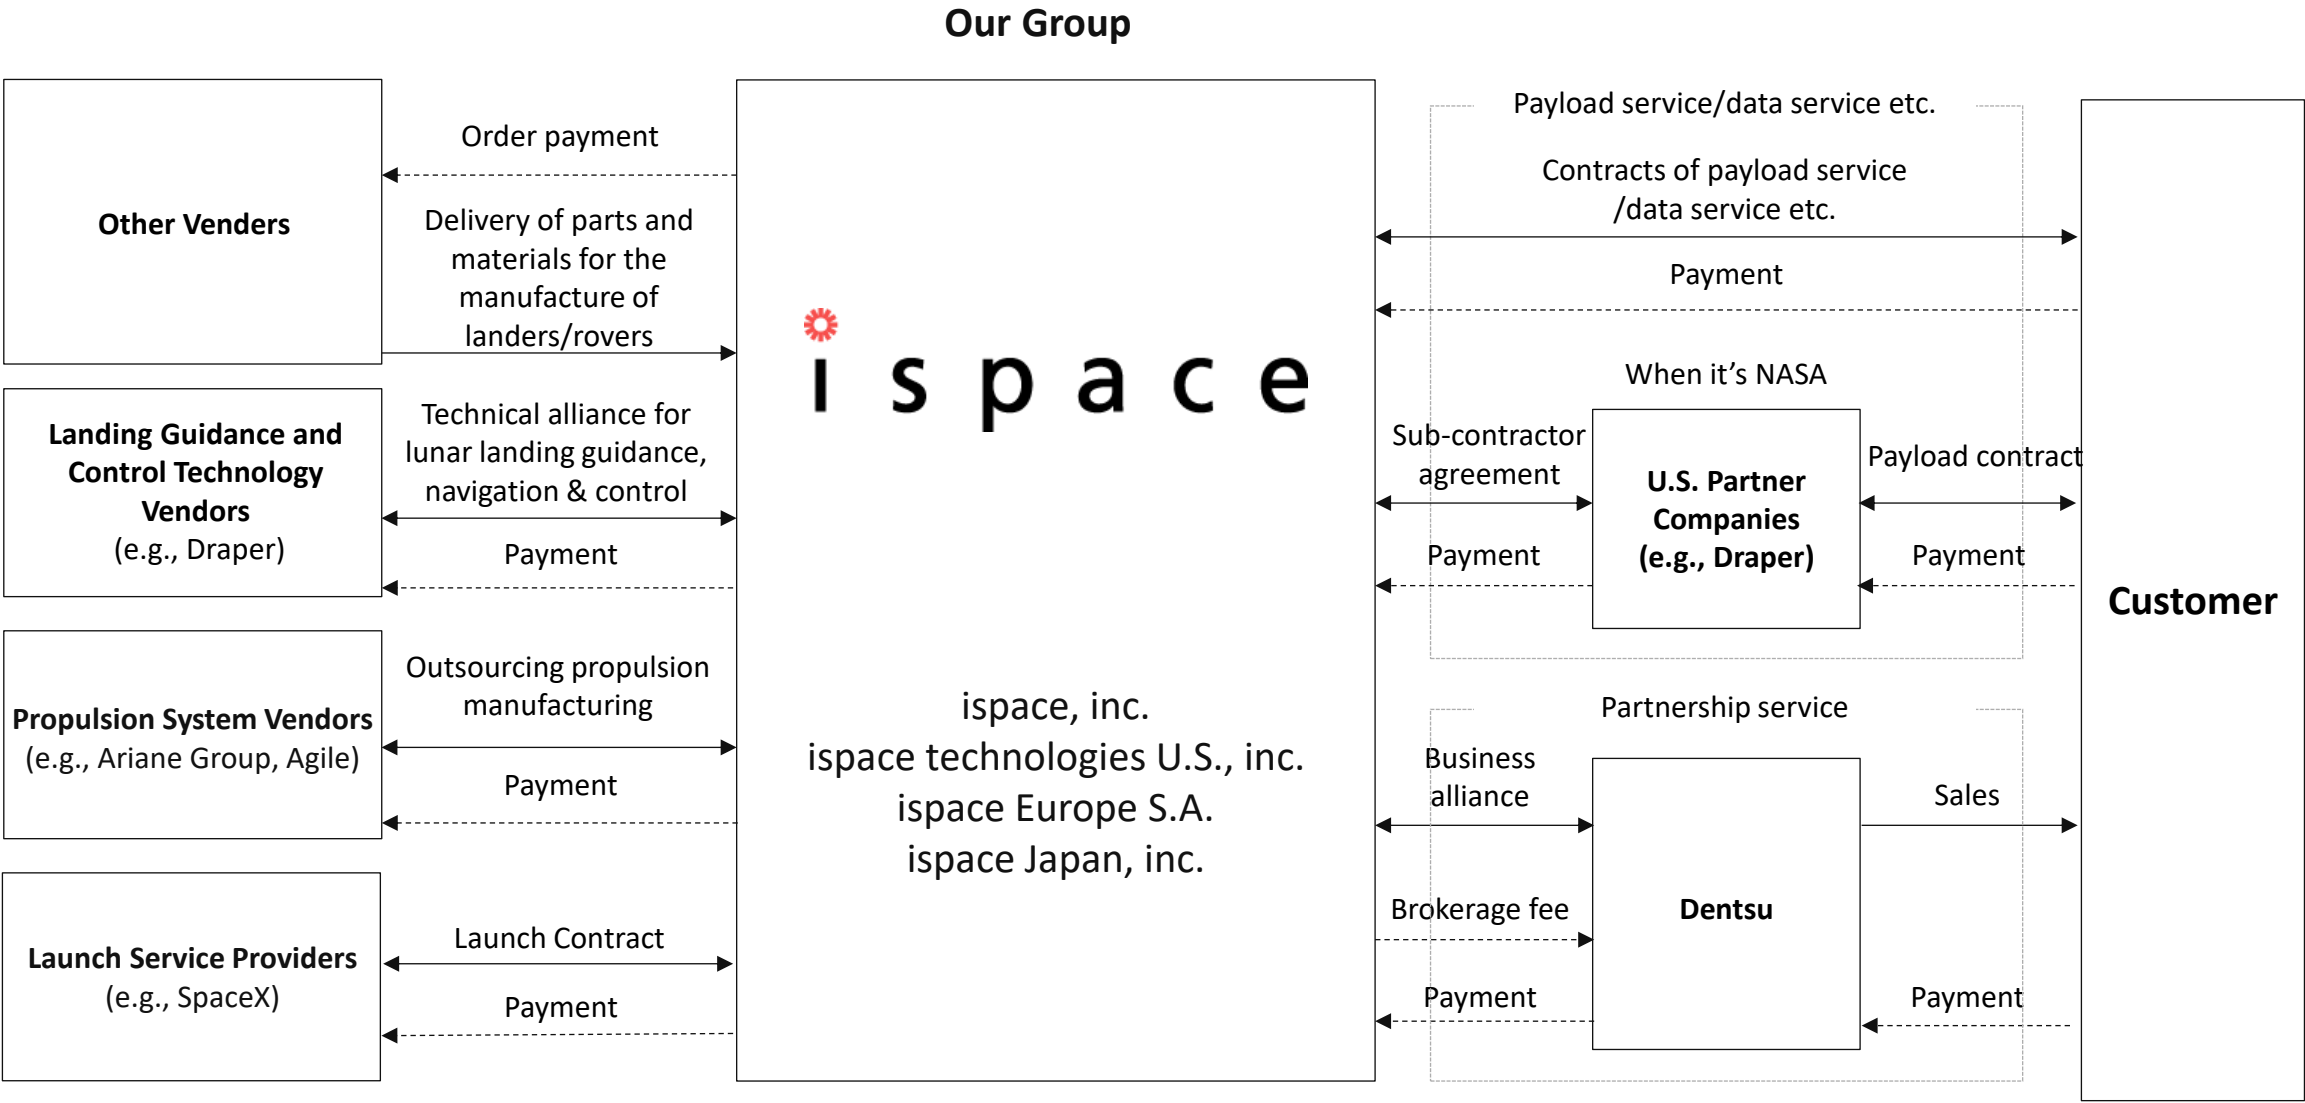 Our Group
Other Venders
Order payment
Delivery of parts and
materials for the
manufacture of
landers/rovers
Landing Guidance and
Control Technology
Vendors
(e.g., Draper)
Technical alliance for
lunar landing guidance,
navigation & control
Payment
Propulsion System Vendors
(e.g., Ariane Group, Agile)
Outsourcing propulsion
manufacturing
Payment
Launch Service Providers
(e.g., SpaceX)
Launch Contract
Payment
ispace
ispace, inc.
ispace technologies U.S., inc.
ispace Europe S.A.
ispace Japan, inc.
Payload service/data service etc.
Contracts of payload service
/data service etc.
Payment
When it’s NASA
Sub-contractor
agreement
Payment
U.S. Partner
Companies
(e.g., Draper)
Payload contract
Payment
Partnership service
Business
alliance
Brokerage fee
Payment
Dentsu
Sales
Payment
Customer